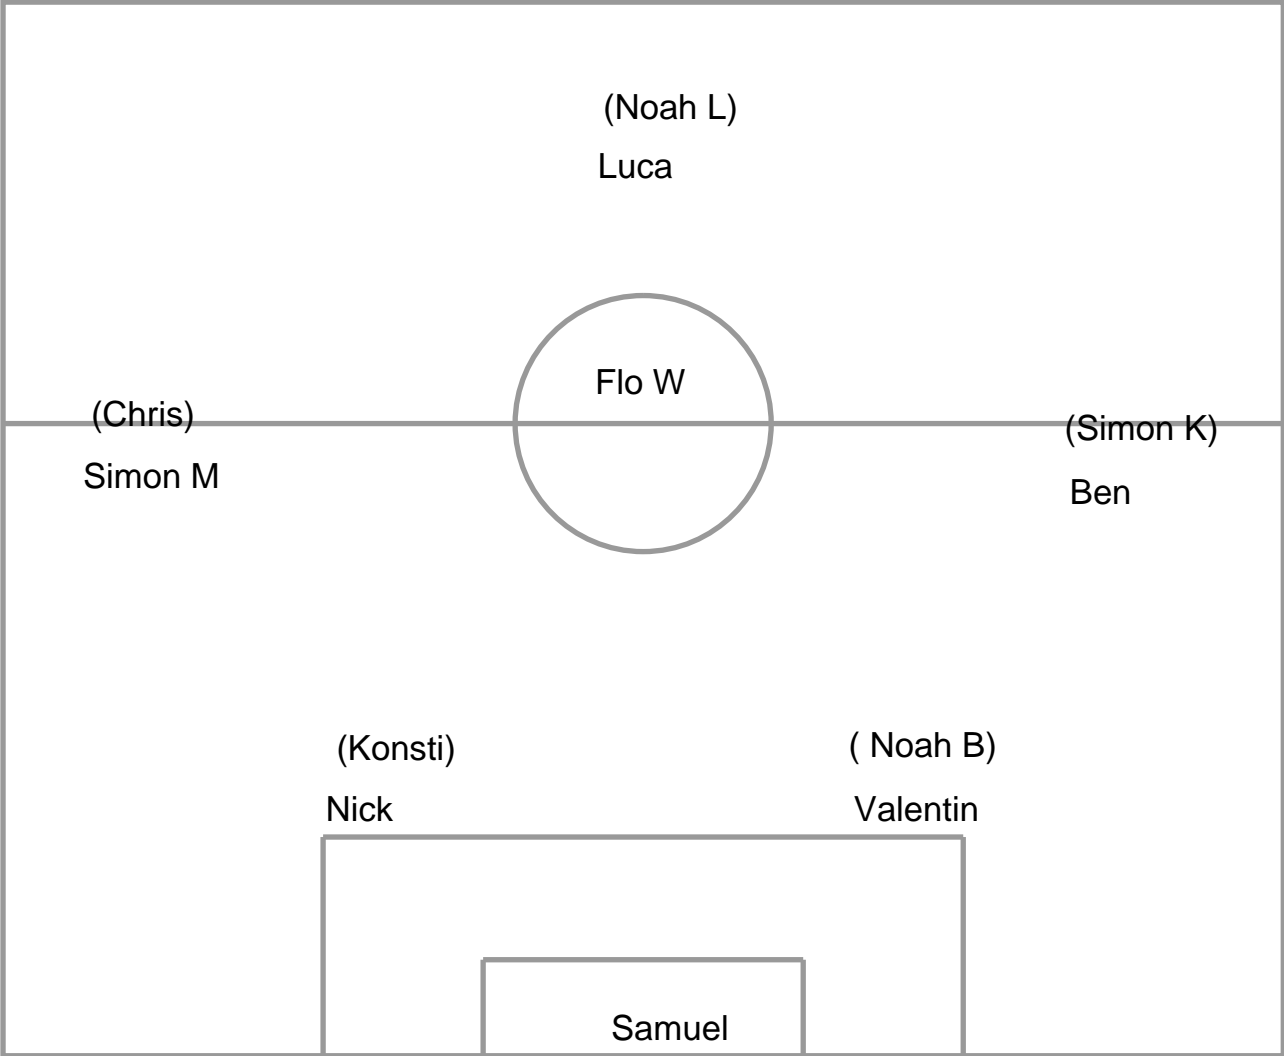 (Noah L)
Luca
Flo W
(Chris)
(Simon K)
Simon M
Ben
(Konsti)
( Noah B)
Nick
Valentin
Samuel